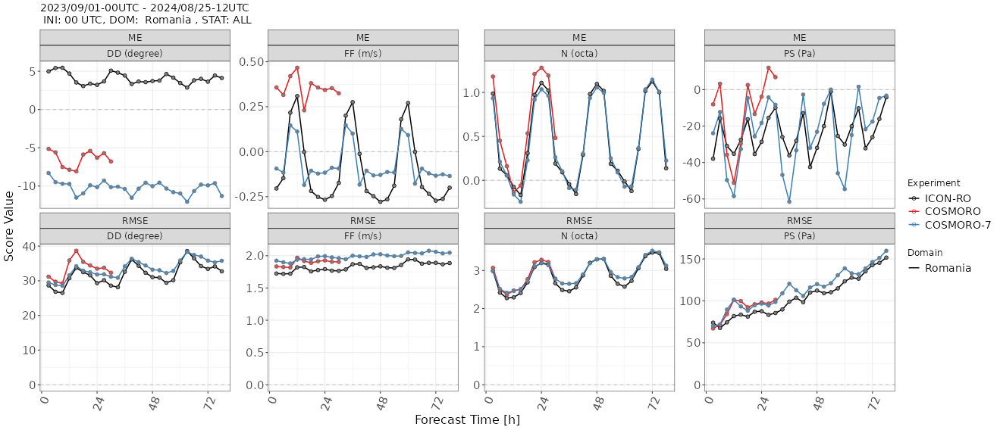 2023/09/01-00UTC - 2024/08/25-12UTC
INI: 00 UTC, DOM:  Romania , STAT: ALL
ME
ME
ME
ME
DD (degree)
FF (m/s)
N (octa)
PS (Pa)
5
0
-5
-10
0.50
0.25
0.00
-0.25
1.0
0.5
0.0
0
-20
-40
-60
RMSE
RMSE
RMSE
RMSE
DD (degree)
FF (m/s)
N (octa)
PS (Pa)
40
30
20
10
0
2.0
1.5
1.0
0.5
0.0
3
2
1
0
150
100
50
0
0
24
48
72
0
24
48
72
0
24
48
72
0
24
48
72
Forecast Time [h]
Score Value
Experiment
ICON-RO
COSMORO
COSMORO-7
Domain
Romania